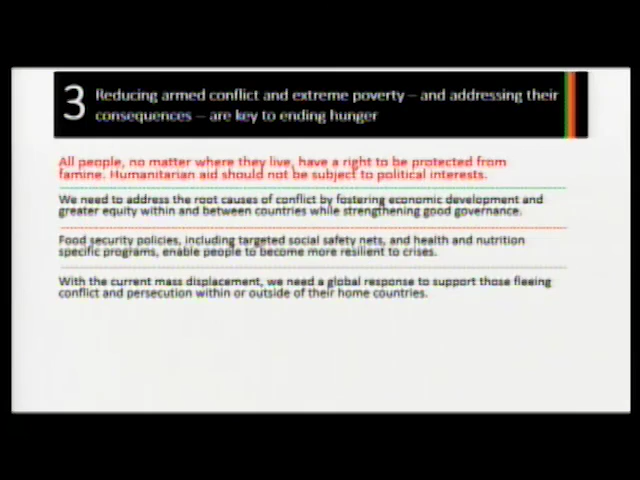 3
Reducing armed conflict and extreme poverty – and addressing their
consequences – are key to ending hunger
All people, no matter where they live, have a right to be protected from
famine. Humanitarian aid should not be subject to political interests.
We need to address the root causes of conflict by fostering economic development and
greater equity within and between countries while strengthening good governance.
Food security policies, including targeted social safety nets, and health and nutrition
specific programs, enable people to become more resilient to crises.
With the current mass displacement, we need a global response to support those fleeing
conflict and persecution within or outside of their home countries.